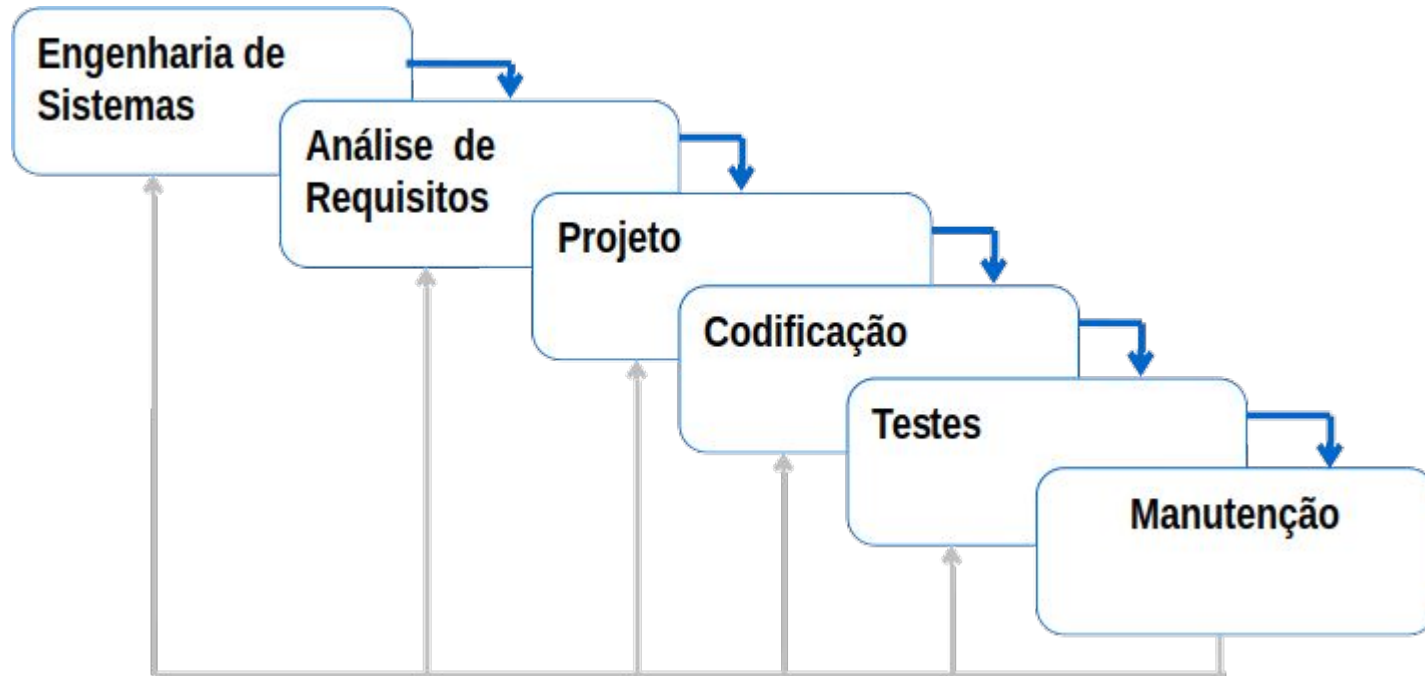 Engenharia de
Sistemas
Análise de
Requisitos
Projeto
Codificação
Testes
Manutenção